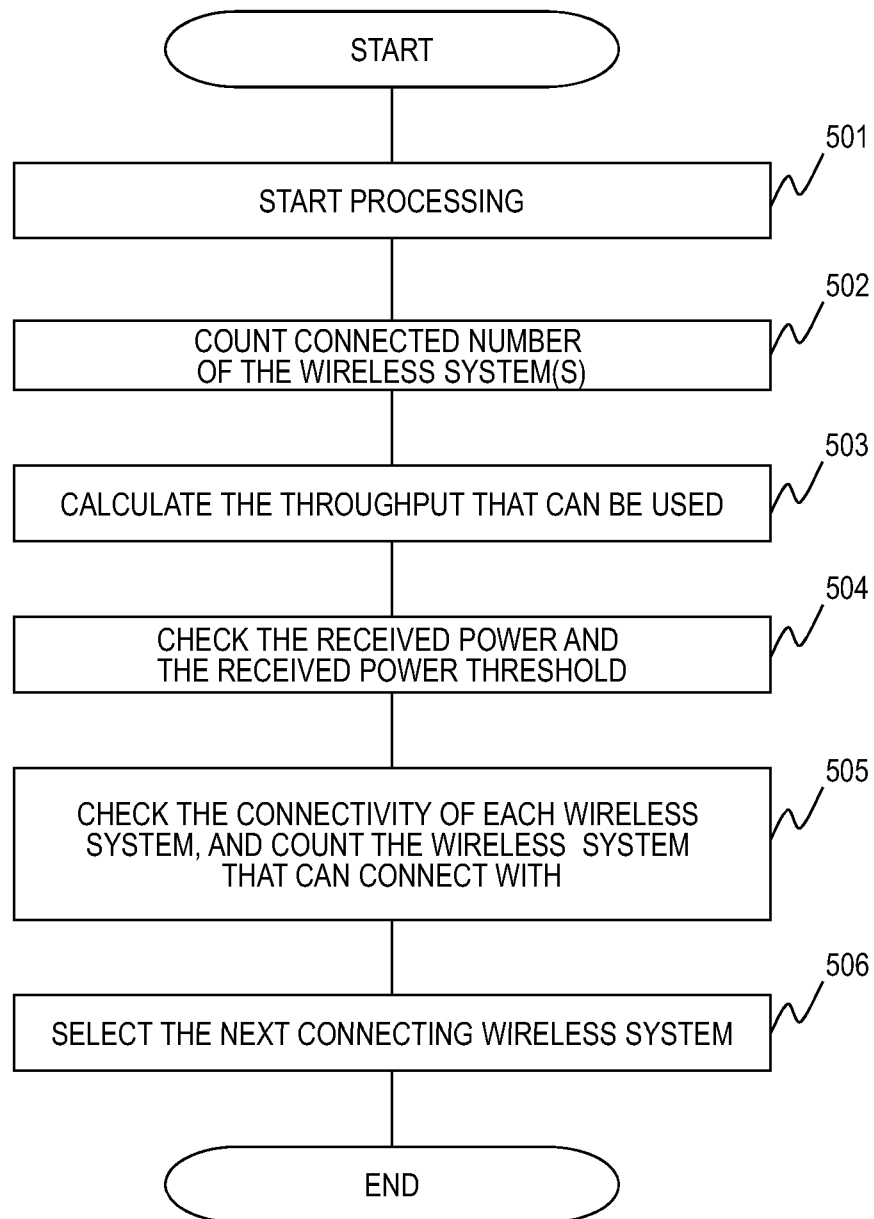 START
501
START PROCESSING
502
COUNT CONNECTED NUMBER
OF THE WIRELESS SYSTEM(S)
503
CALCULATE THE THROUGHPUT THAT CAN BE USED
504
CHECK THE RECEIVED POWER AND
THE RECEIVED POWER THRESHOLD
505
CHECK THE CONNECTIVITY OF EACH WIRELESS
SYSTEM, AND COUNT THE WIRELESS SYSTEM
THAT CAN CONNECT WITH
506
SELECT THE NEXT CONNECTING WIRELESS SYSTEM
END